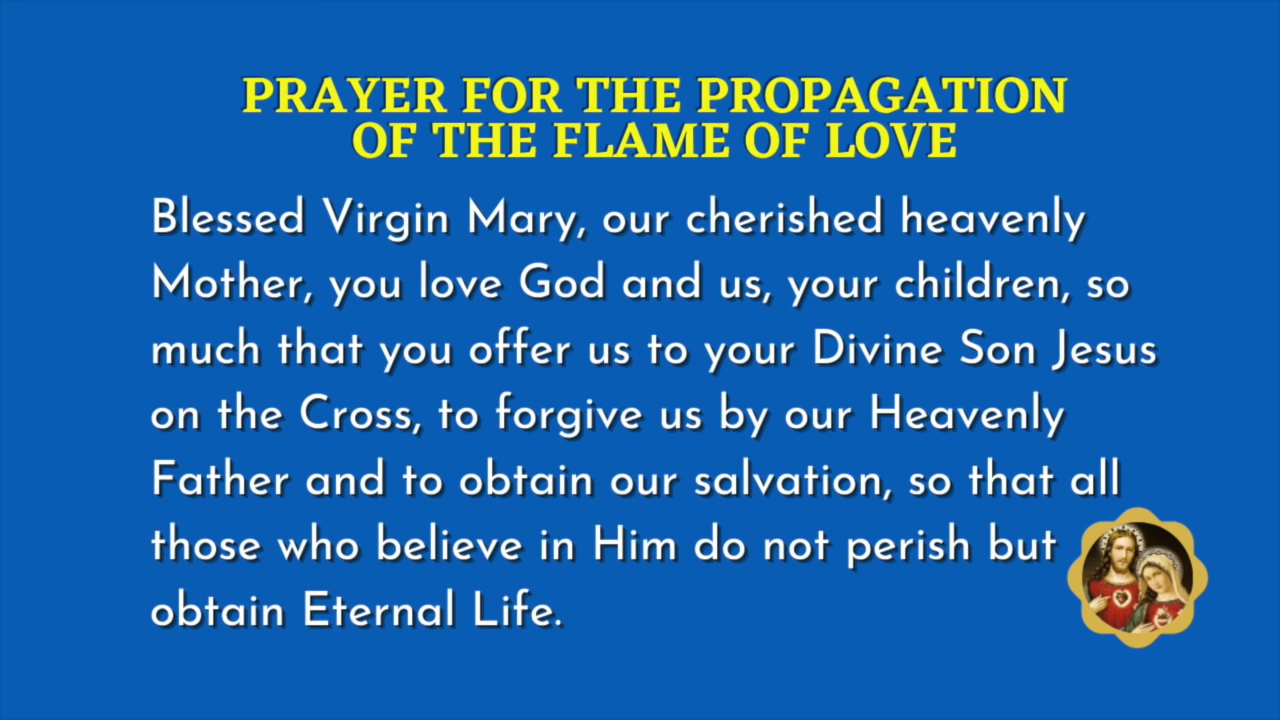 PRAYER FOR THE PROPAGATION
OF THE FLAME OF LOVE
Blessed Virgin Mary, our cherished heavenly
Mother, you love God and us, your children, so
much that you offer us to your Divine Son Jesus
on the Cross, to forgive us by our Heavenly
Father and to obtain our salvation, so that all
those who believe in Him do not perish but
obtain Eternal Life.